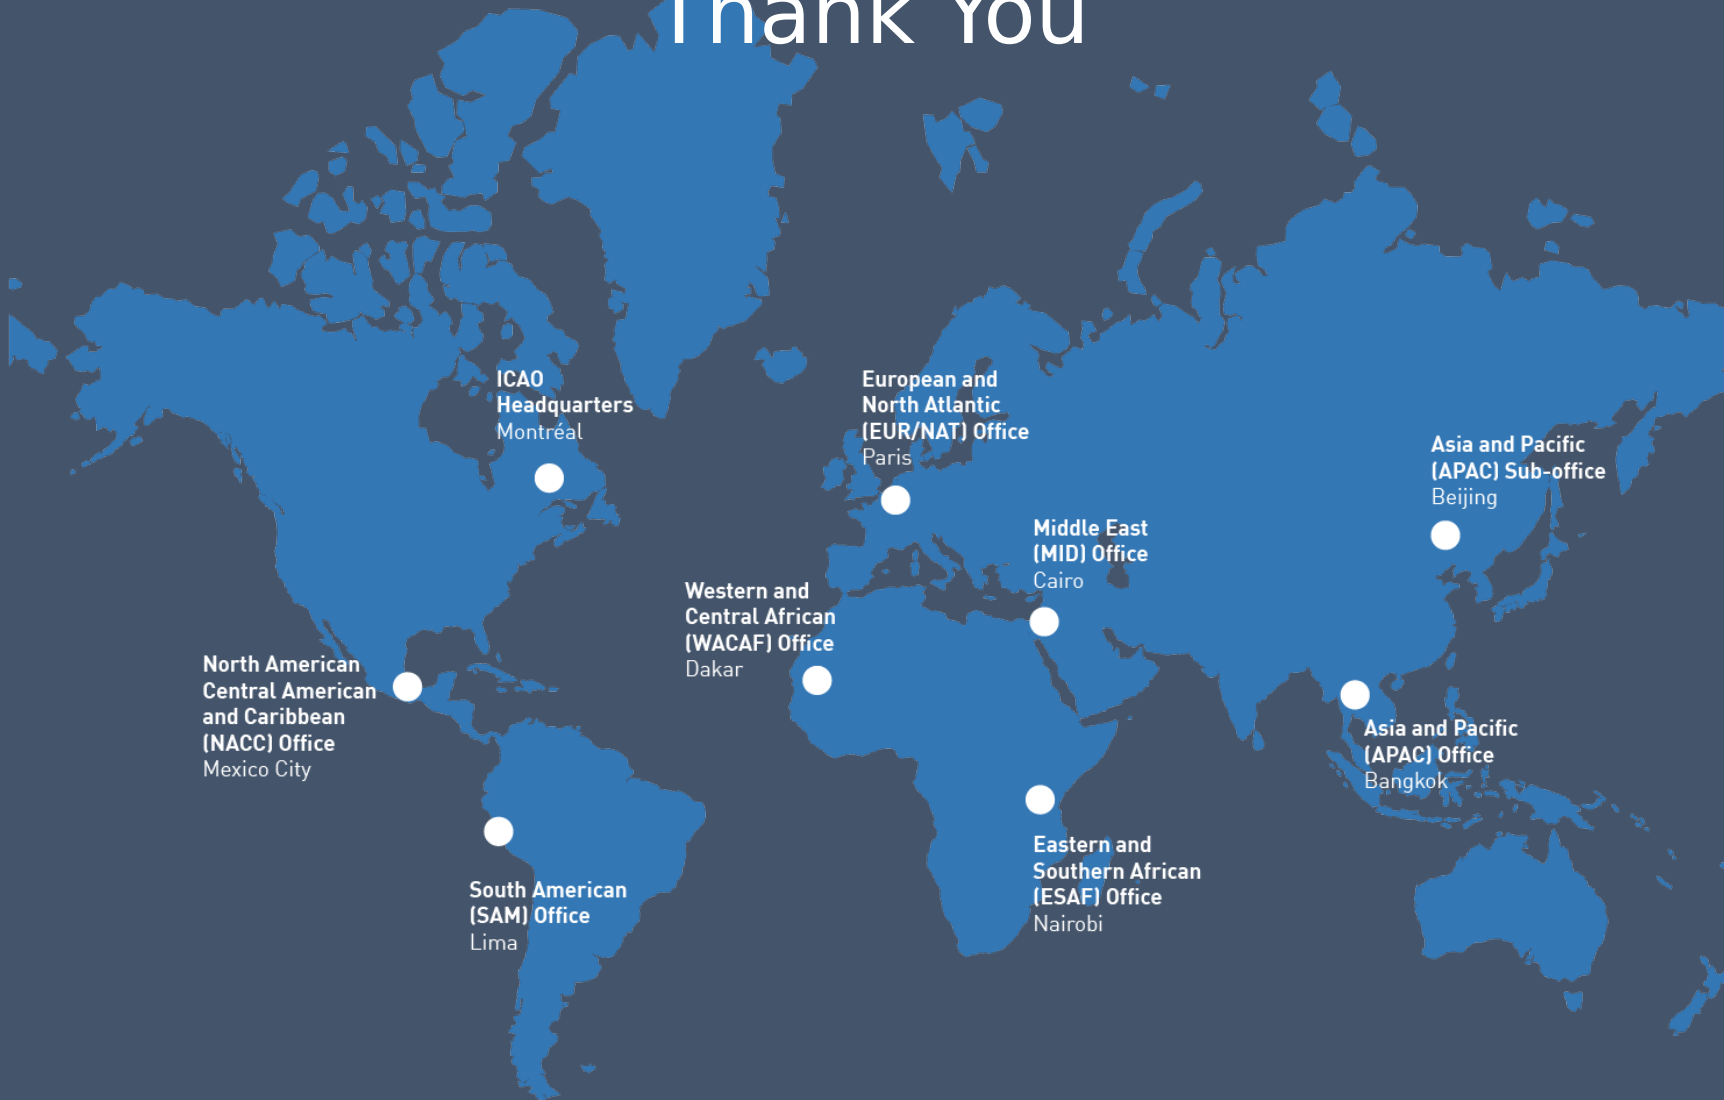 Thank You
ICAO
Headquarters
Montréal
European and
North Atlantic
(EUR/NAT) Office
Paris
Asia and Pacific
(APAC) Sub-office
Beijing
Middle East
(MID) Office
Cairo
Western and
Central African
(WACAF) Office
Dakar
North American
Central American
and Caribbean
(NACC) Office
Mexico City
Asia and Pacific
(APAC) Office
Bangkok
South American
(SAM) Office
Lima
Eastern and
Southern African
(ESAF) Office
Nairobi